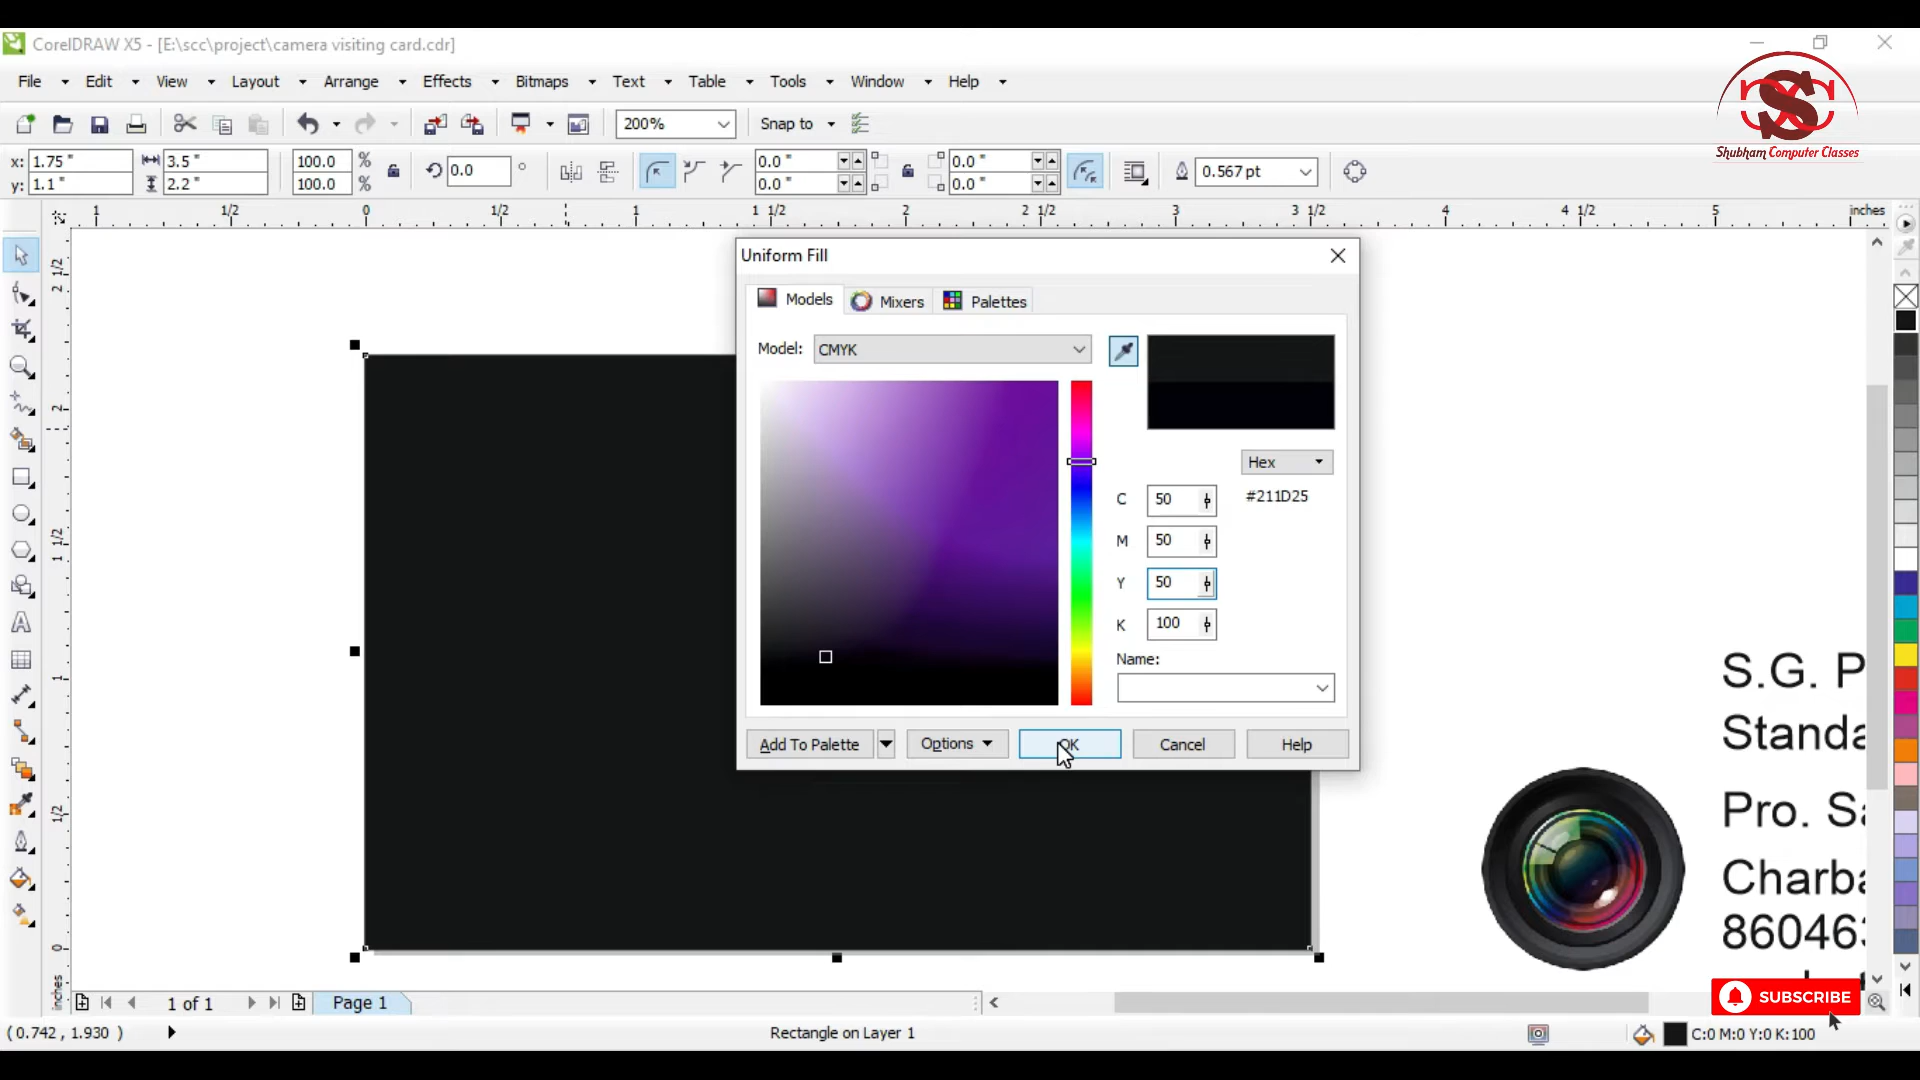 CorelDRAW X5 - [E:\scc\project\camera visiting card.cdr]
File Edit View Layout Arrange Effects Bitmaps Text Table Tools Window Help
200% Snap to
Shubham Computer Classes
x: 1.75 " 3.5 " 100.0 % 0.0 ° 0.0 " 0.0 " 0.567 pt
y: 1.1 " 2.2 " 100.0 % 0.0 " 0.0 "
1 1/2 0 1/2 1 1 1/2 2 2 1/2 3 3 1/2 4 4 1/2 5 inches
Uniform Fill
Models Mixers Palettes
Model: CMYK
Hex
C 50 #211D25
M 50
Y 50
K 100
Name:
Add To Palette Options OK Cancel Help
S.G. P
Standa
Pro. Sa
Charba
86046
SUBSCRIBE
inches
1 of 1 Page 1
( 0.742 , 1.930 ) Rectangle on Layer 1 C:0 M:0 Y:0 K:100